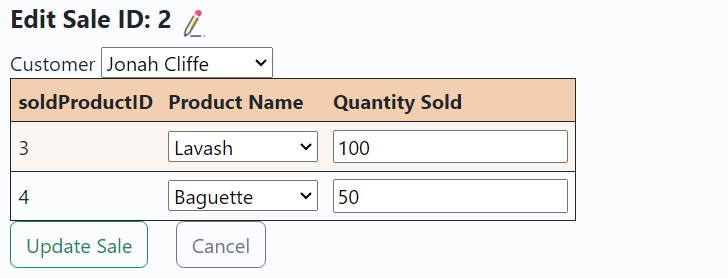 Edit Sale ID: 2
Customer Jonah Cliffe
soldProductID Product Name Quantity Sold
3 Lavash 100
4 Baguette 50
Update Sale Cancel